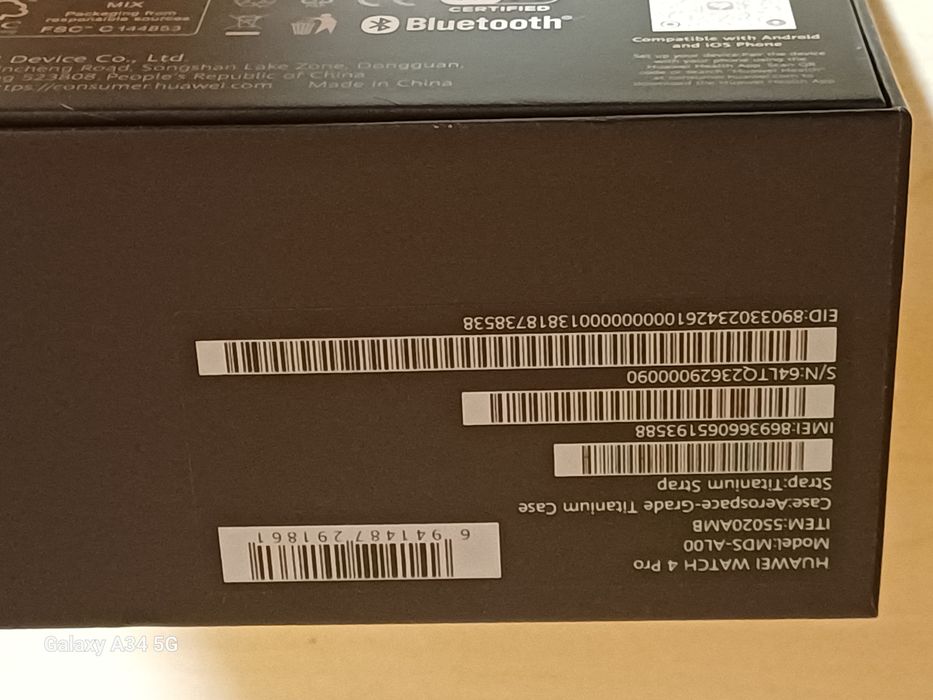 MIX
Packaging from
responsible sources
FSC™ C144853
CERTIFIED
Bluetooth®
Compatible with Android
and iOS Phone
Device Co., Ltd.
Road, Songshan Lake Zone, Dongguan,
523808, People's Republic of China
consumer.huawei.com Made in China
HUAWEI WATCH 4 Pro
Model:MDS-AL00
ITEM:55020AMB
Case:Aerospace-Grade Titanium Case
Strap:Titanium Strap
6 941487 291861
IMEI:869366065193588
S/N:64LTQ23629000090
EID:89033023426100000000013818738538
Galaxy A34 5G